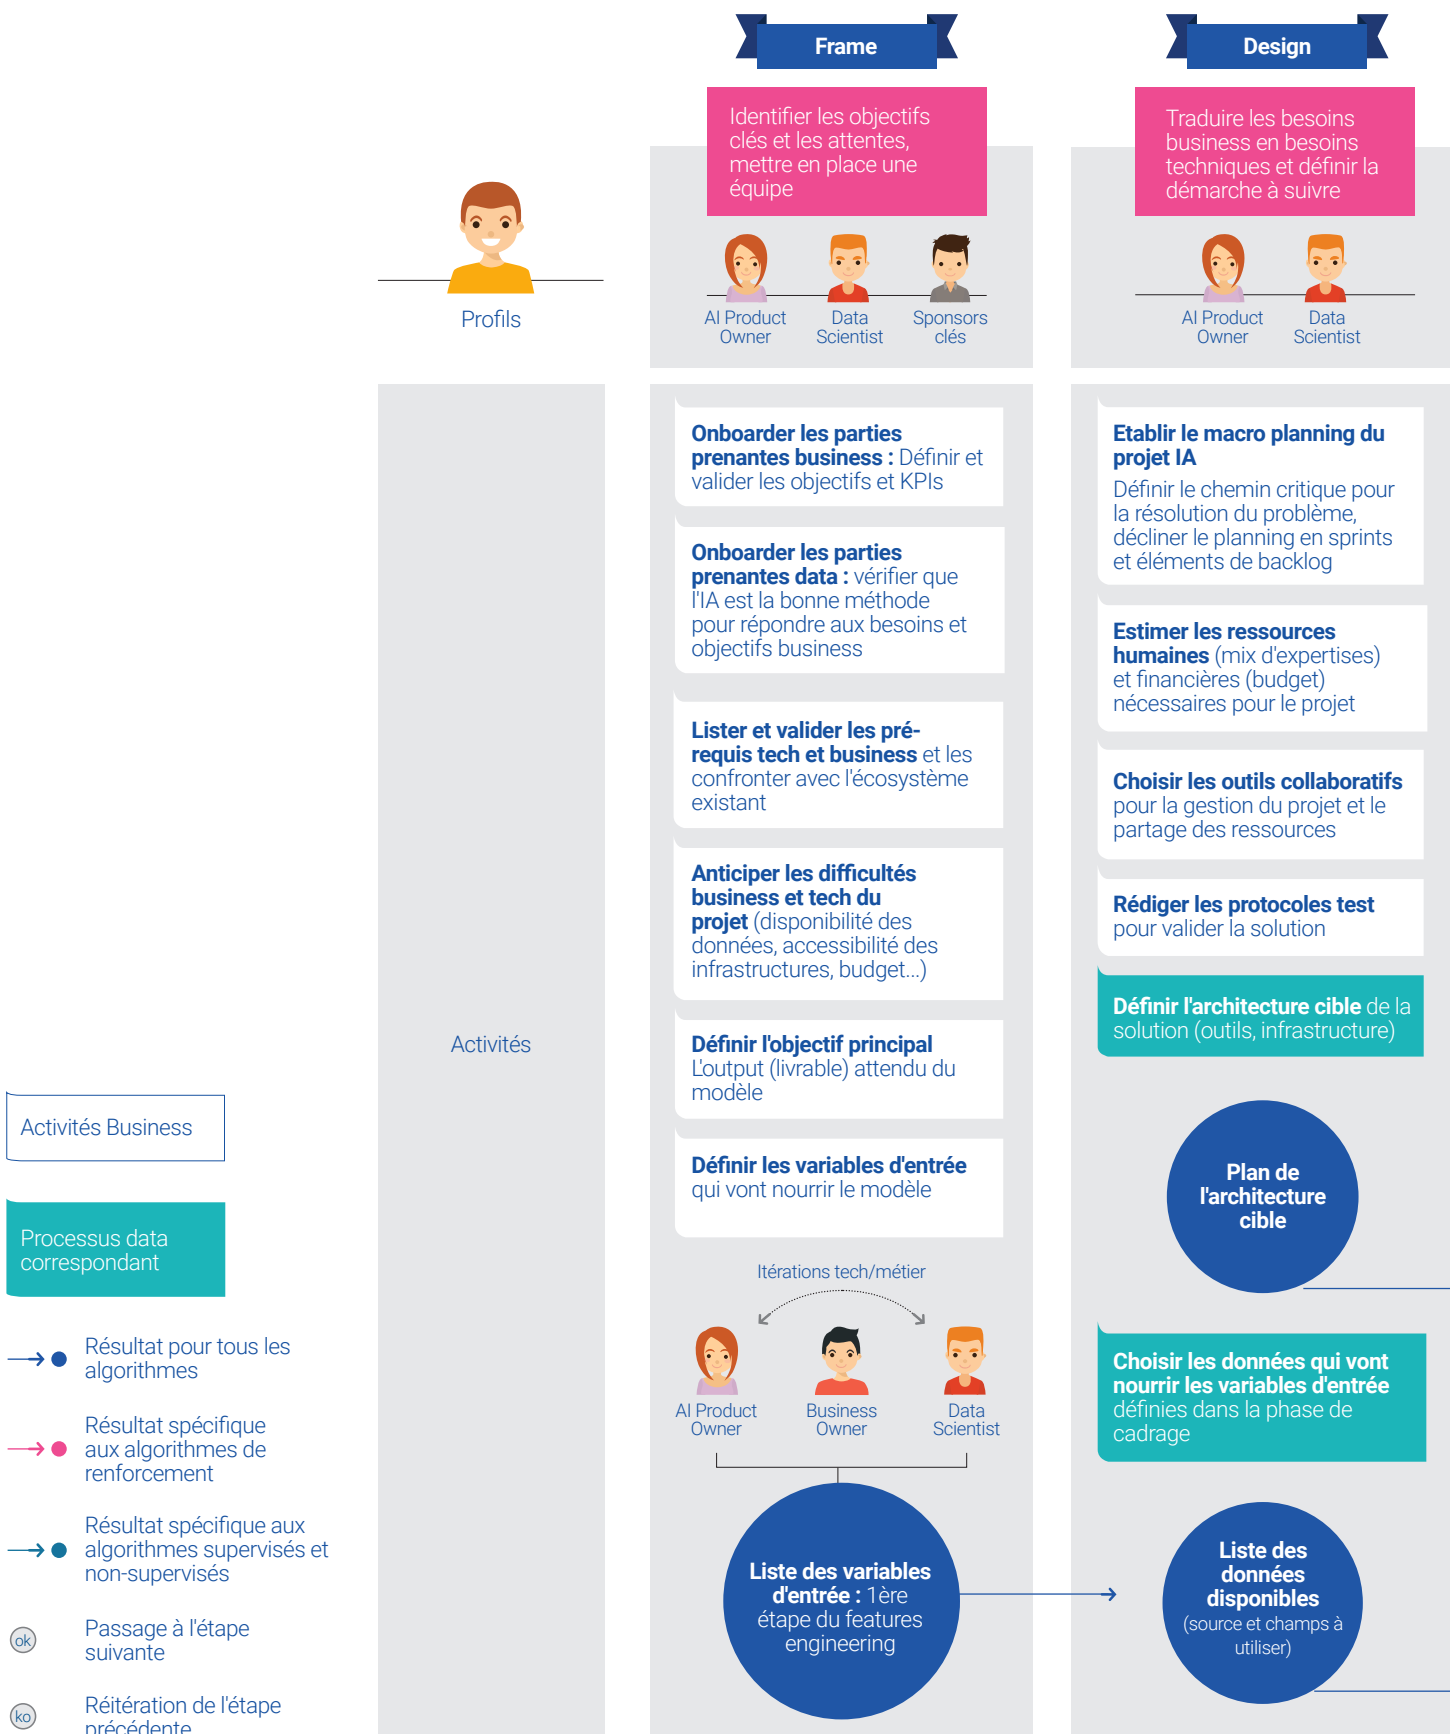 Frame
Identifier les objectifs
clés et les attentes,
mettre en place une
équipe
AI Product
Owner
Data
Scientist
Sponsors
clés
Design
Traduire les besoins
business en besoins
techniques et définir la
démarche à suivre
AI Product
Owner
Data
Scientist
Profils
Activités
Onboarder les parties
prenantes business : Définir et
valider les objectifs et KPIs
Onboarder les parties
prenantes data : vérifier que
l'IA est la bonne méthode
pour répondre aux besoins et
objectifs business
Lister et valider les pré-
requis tech et business et les
confronter avec l'écosystème
existant
Anticiper les difficultés
business et tech du
projet (disponibilité des
données, accessibilité des
infrastructures, budget...)
Définir l'objectif principal
L'output (livrable) attendu du
modèle
Définir les variables d'entrée
qui vont nourrir le modèle
Itérations tech/métier
AI Product
Owner
Business
Owner
Data
Scientist
Liste des variables
d'entrée : 1ère
étape du features
engineering
Etablir le macro planning du
projet IA
Définir le chemin critique pour
la résolution du problème,
décliner le planning en sprints
et éléments de backlog
Estimer les ressources
humaines (mix d'expertises)
et financières (budget)
nécessaires pour le projet
Choisir les outils collaboratifs
pour la gestion du projet et le
partage des ressources
Rédiger les protocoles test
pour valider la solution
Définir l'architecture cible de la
solution (outils, infrastructure)
Plan de
l'architecture
cible
Choisir les données qui vont
nourrir les variables d'entrée
définies dans la phase de
cadrage
Liste des
données
disponibles
(source et champs à
utiliser)
Activités Business
Processus data
correspondant
Résultat pour tous les
algorithmes
Résultat spécifique
aux algorithmes de
renforcement
Résultat spécifique aux
algorithmes supervisés et
non-supervisés
ok
Passage à l'étape
suivante
ko
Réitération de l'étape
précédente